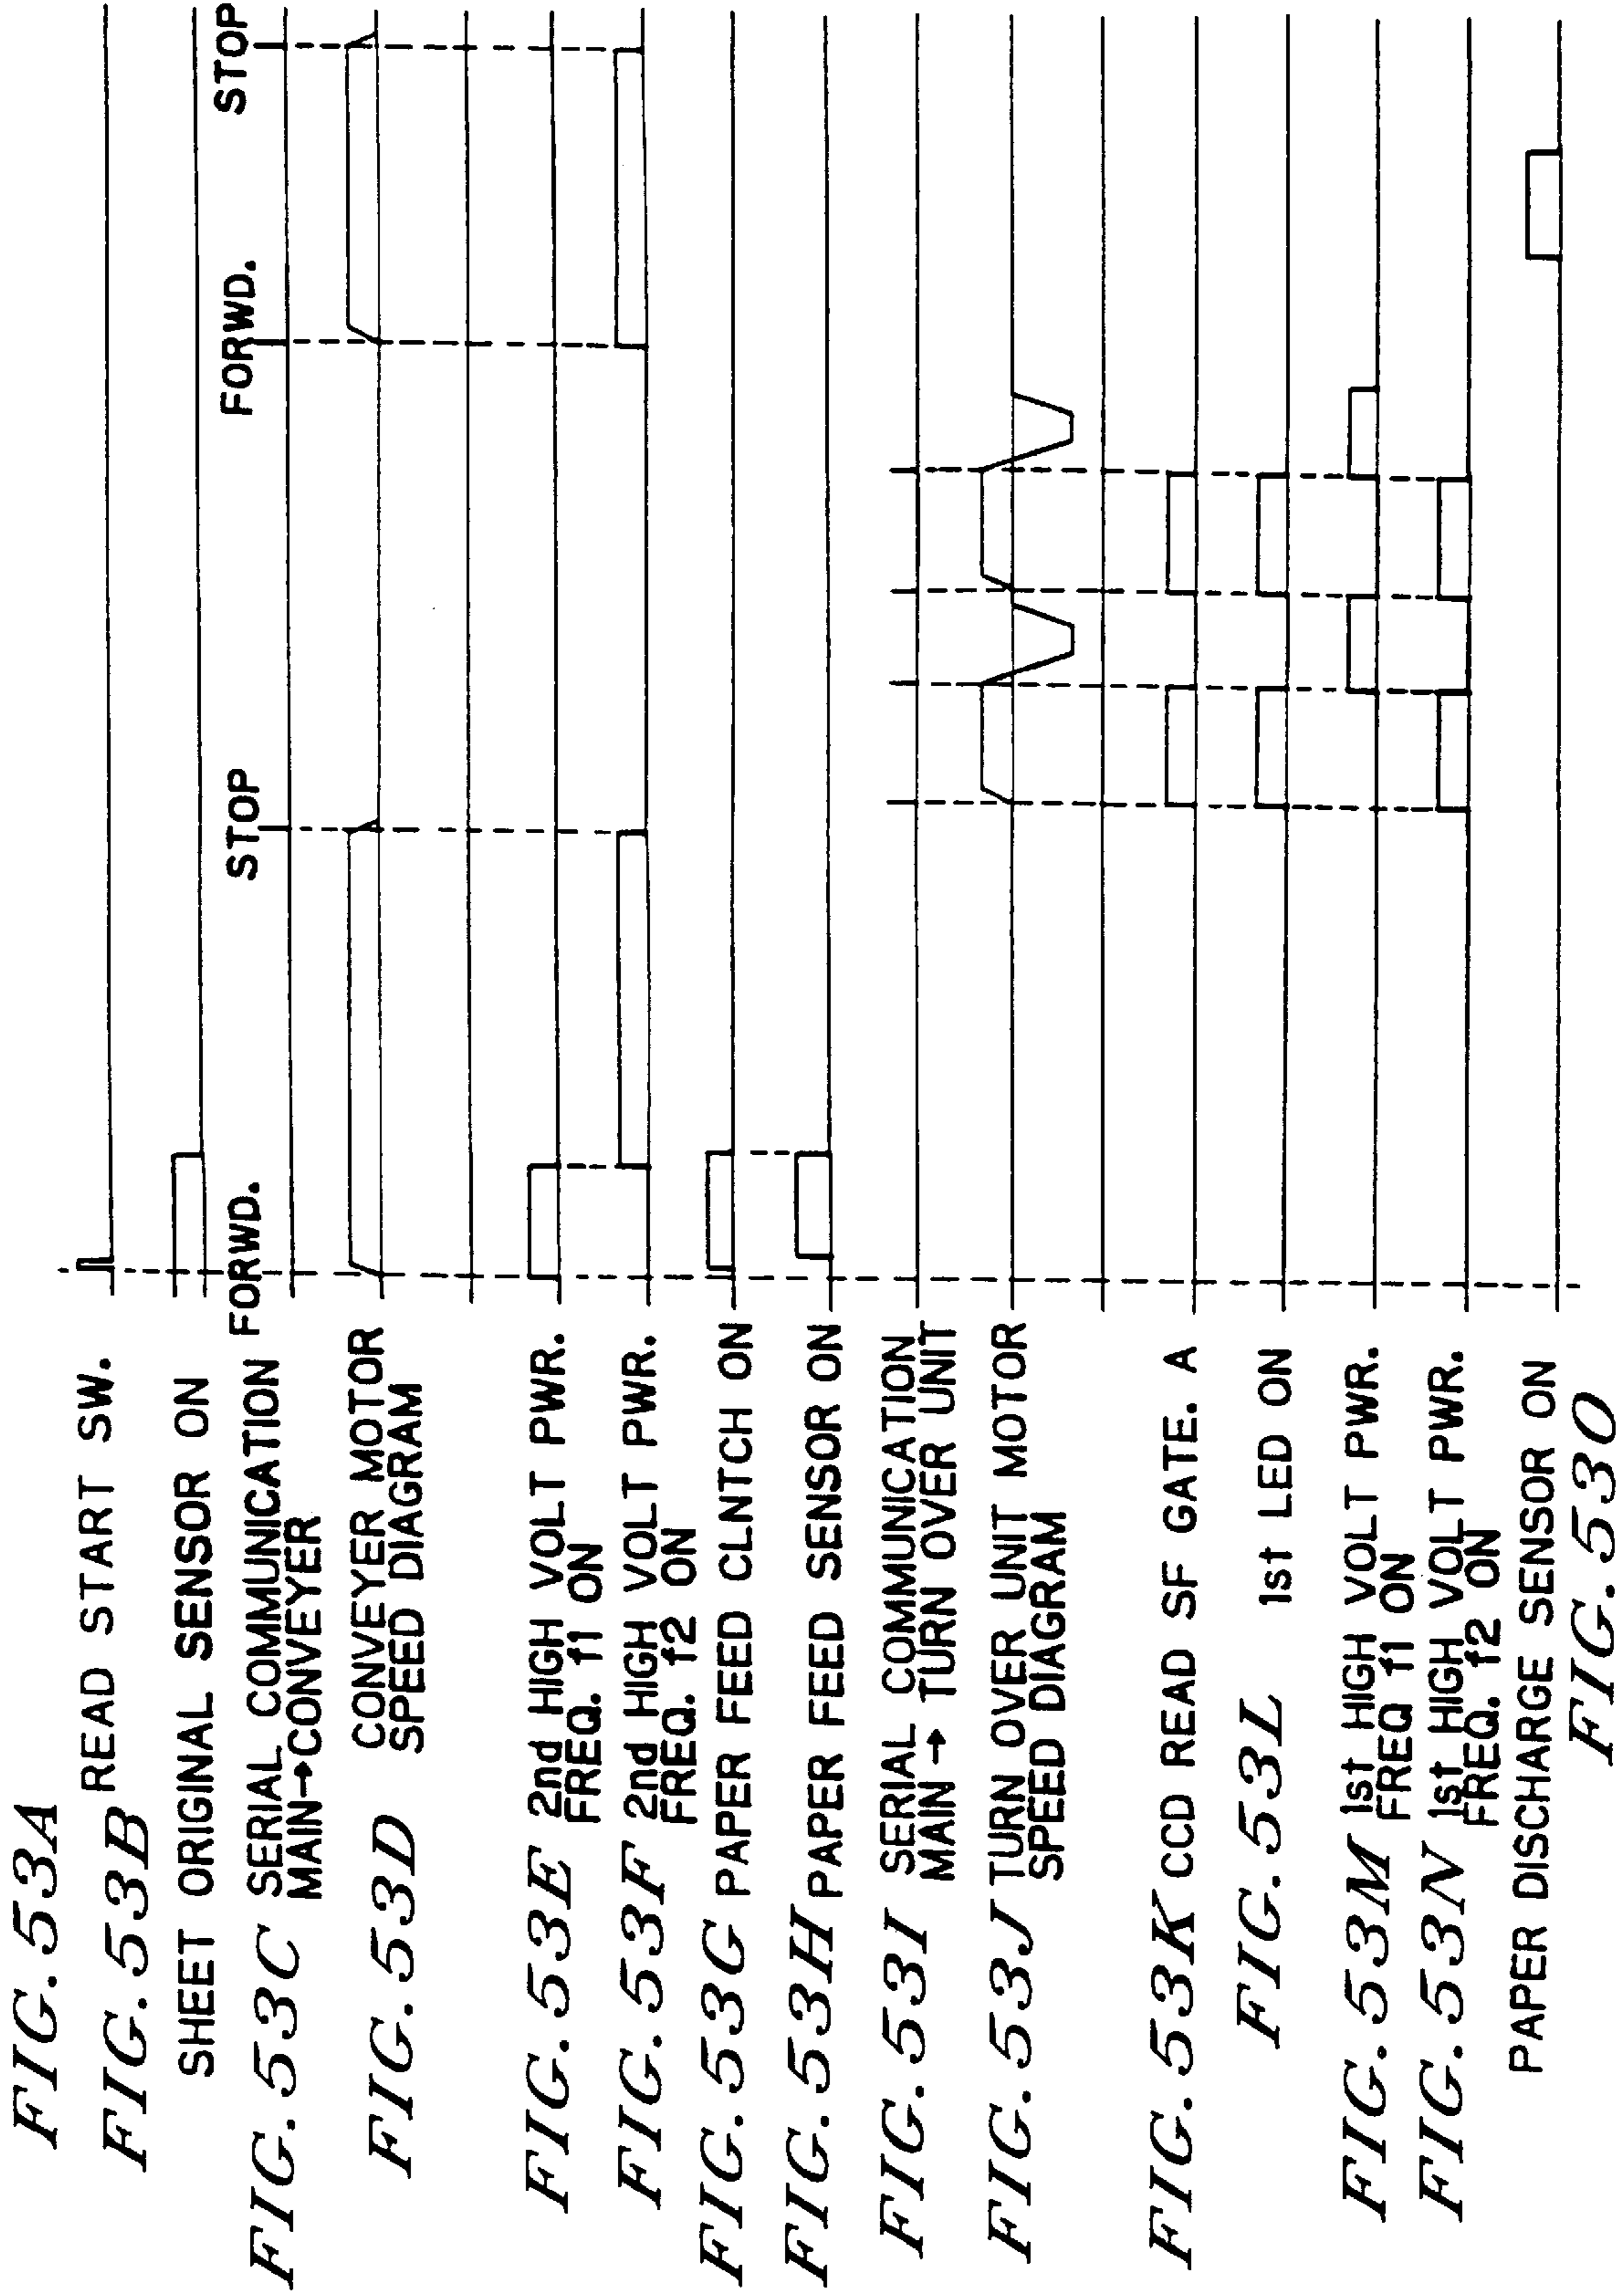 FIG. 53A
READ START SW.
FIG. 53B
SHEET ORIGINAL SENSOR ON
FIG. 53C
SERIAL COMMUNICATION
MAIN→CONVEYER
FORWD.
STOP
FORWD.
STOP
FIG. 53D
CONVEYER MOTOR
SPEED DIAGRAM
FIG. 53E
2nd HIGH VOLT PWR.
FREQ. f1 ON
FIG. 53F
2nd HIGH VOLT PWR.
FREQ. f2 ON
FIG. 53G
PAPER FEED CLNTCH ON
FIG. 53H
PAPER FEED SENSOR ON
FIG. 53I
SERIAL COMMUNICATION
MAIN→ TURN OVER UNIT
FIG. 53J
TURN OVER UNIT MOTOR
SPEED DIAGRAM
FIG. 53K
CCD READ SF GATE. A
FIG. 53L
1st LED ON
FIG. 53M
1st HIGH VOLT PWR.
FREQ f1 ON
FIG. 53N
1st HIGH VOLT PWR.
FREQ. f2 ON
PAPER DISCHARGE SENSOR ON
FIG. 53O